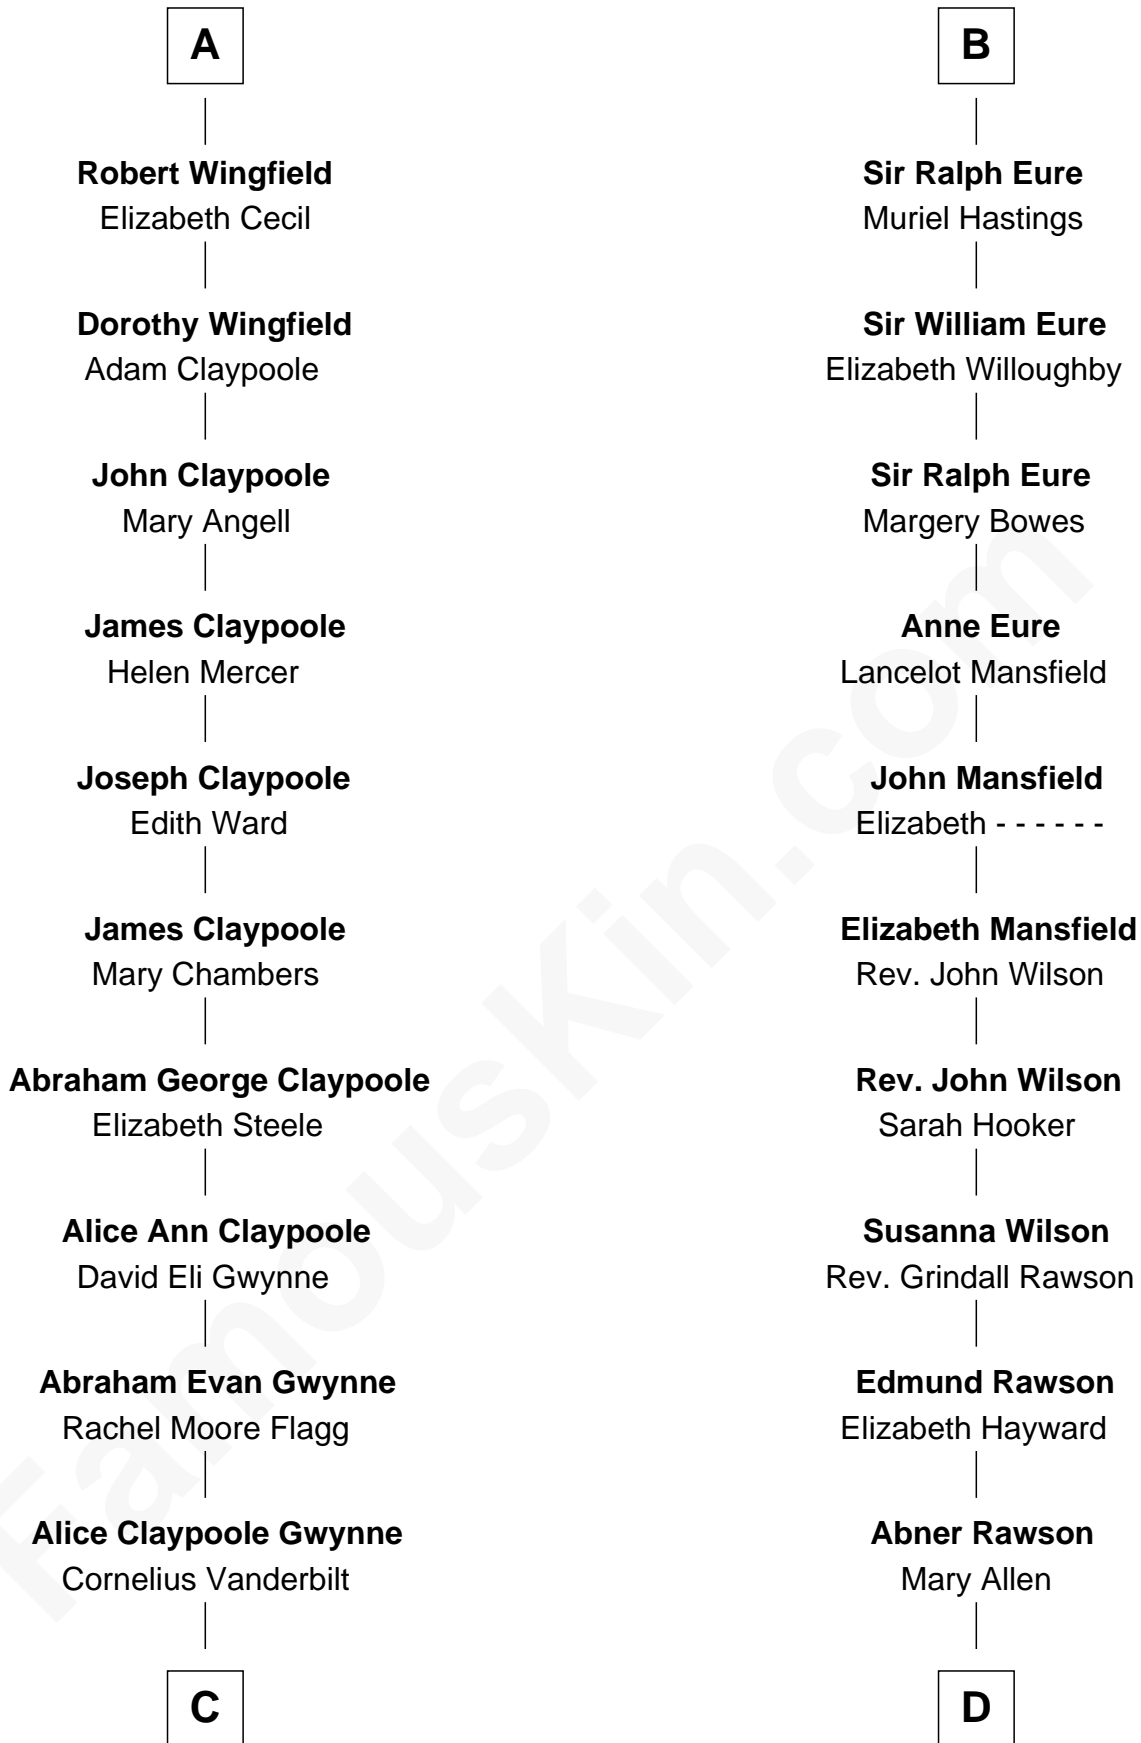 A
Robert Wingfield
Elizabeth Cecil
Dorothy Wingfield
Adam Claypoole
John Claypoole
Mary Angell
James Claypoole
Helen Mercer
Joseph Claypoole
Edith Ward
James Claypoole
Mary Chambers
Abraham George Claypoole
Elizabeth Steele
Alice Ann Claypoole
David Eli Gwynne
Abraham Evan Gwynne
Rachel Moore Flagg
Alice Claypoole Gwynne
Cornelius Vanderbilt
C
B
Sir Ralph Eure
Muriel Hastings
Sir William Eure
Elizabeth Willoughby
Sir Ralph Eure
Margery Bowes
Anne Eure
Lancelot Mansfield
John Mansfield
Elizabeth - - - - - -
Elizabeth Mansfield
Rev. John Wilson
Rev. John Wilson
Sarah Hooker
Susanna Wilson
Rev. Grindall Rawson
Edmund Rawson
Elizabeth Hayward
Abner Rawson
Mary Allen
D
FamousKin.com